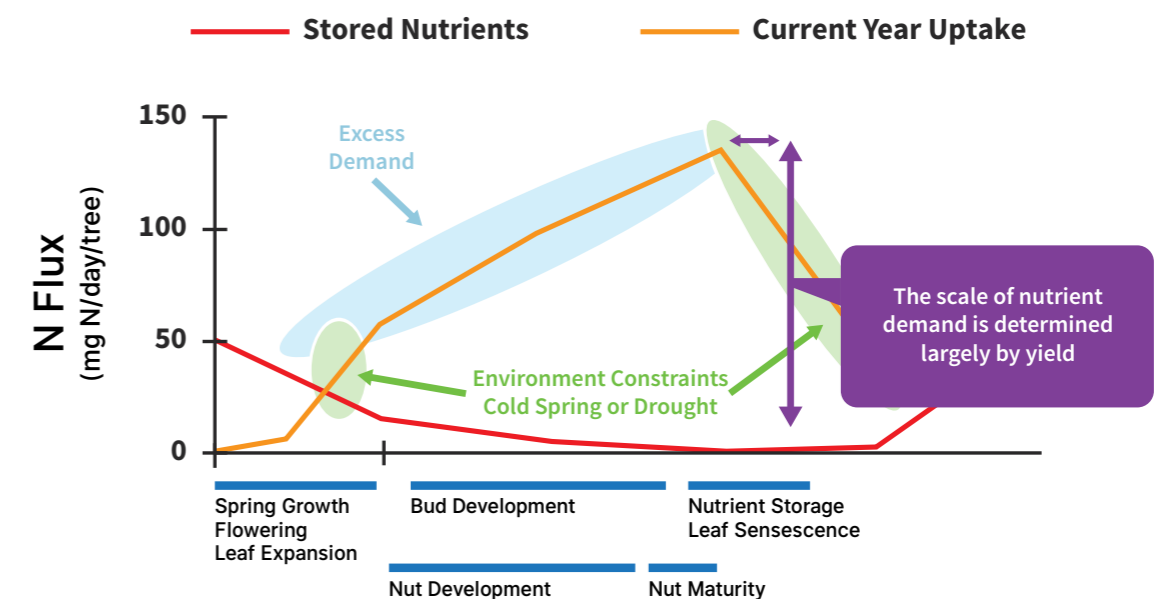 Stored Nutrients
Current Year Uptake
N Flux
(mg N/day/tree)
150
100
50
0
Excess
Demand
Environment Constraints
Cold Spring or Drought
The scale of nutrient
demand is determined
largely by yield
Spring Growth
Flowering
Leaf Expansion
Bud Development
Nutrient Storage
Leaf Sensescence
Nut Development
Nut Maturity